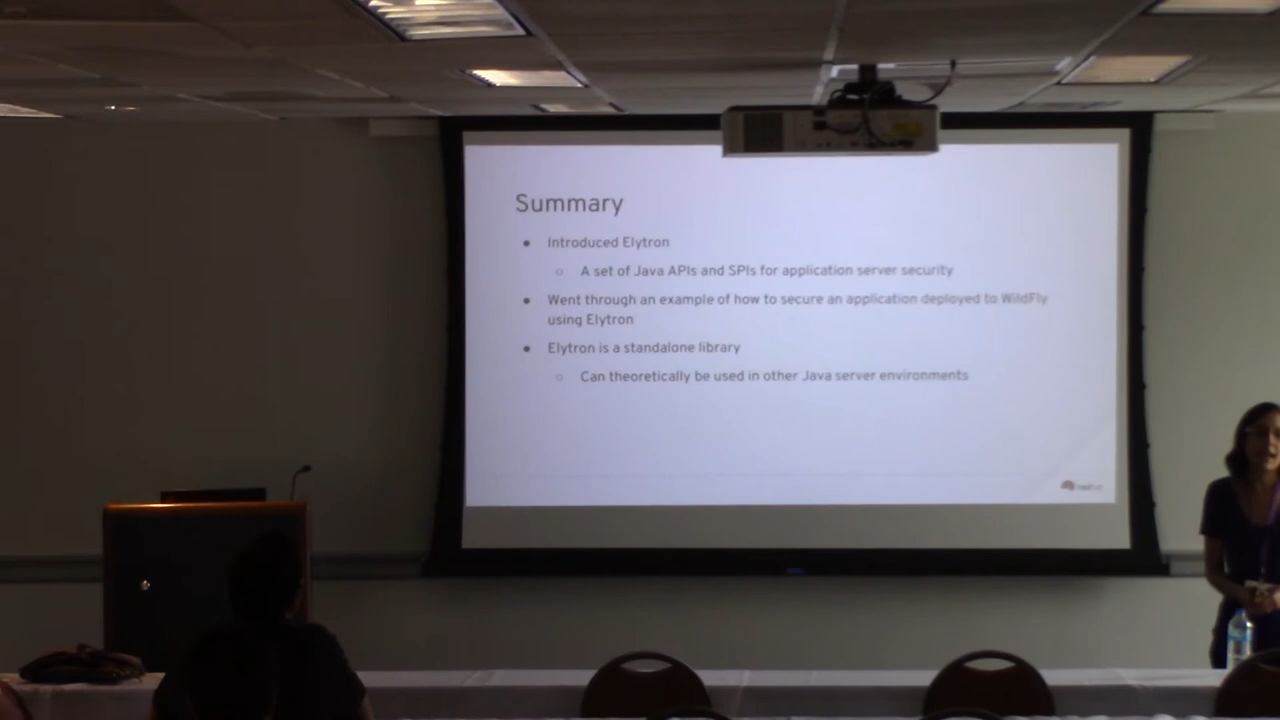 Summary
● Introduced Elytron
○ A set of Java APIs and SPIs for application server security
● Went through an example of how to secure an application deployed to WildFly
using Elytron
● Elytron is a standalone library
○ Can theoretically be used in other Java server environments